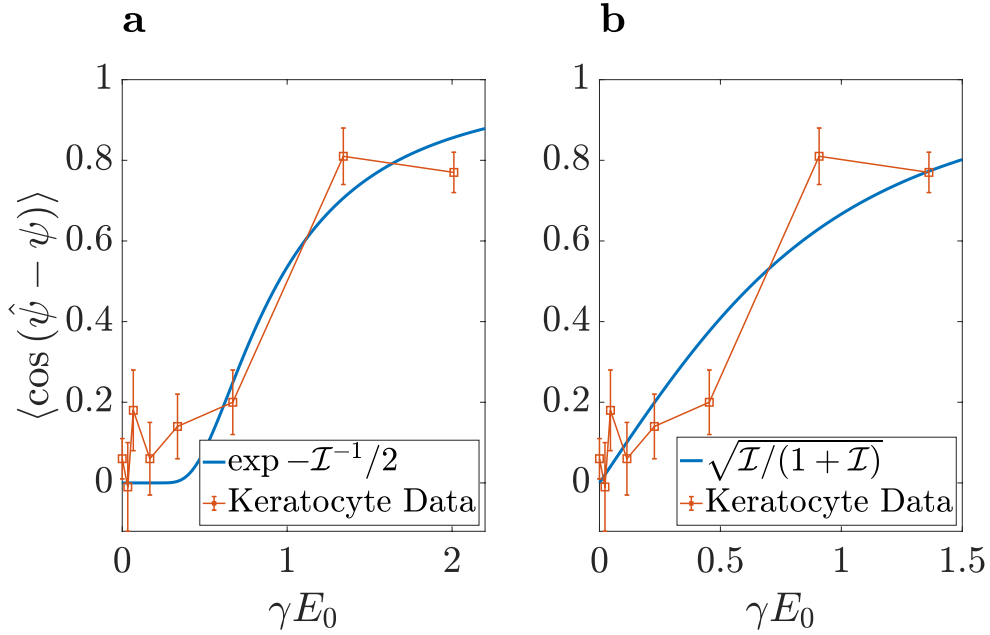 a
b
⟨cos (ψ̂ − ψ)⟩
1
0.8
0.6
0.4
0.2
0
exp −ℐ⁻¹/2
Keratocyte Data
0
1
2
γE₀
1
0.8
0.6
0.4
0.2
0
√ℐ/(1 + ℐ)
Keratocyte Data
0
0.5
1
1.5
γE₀